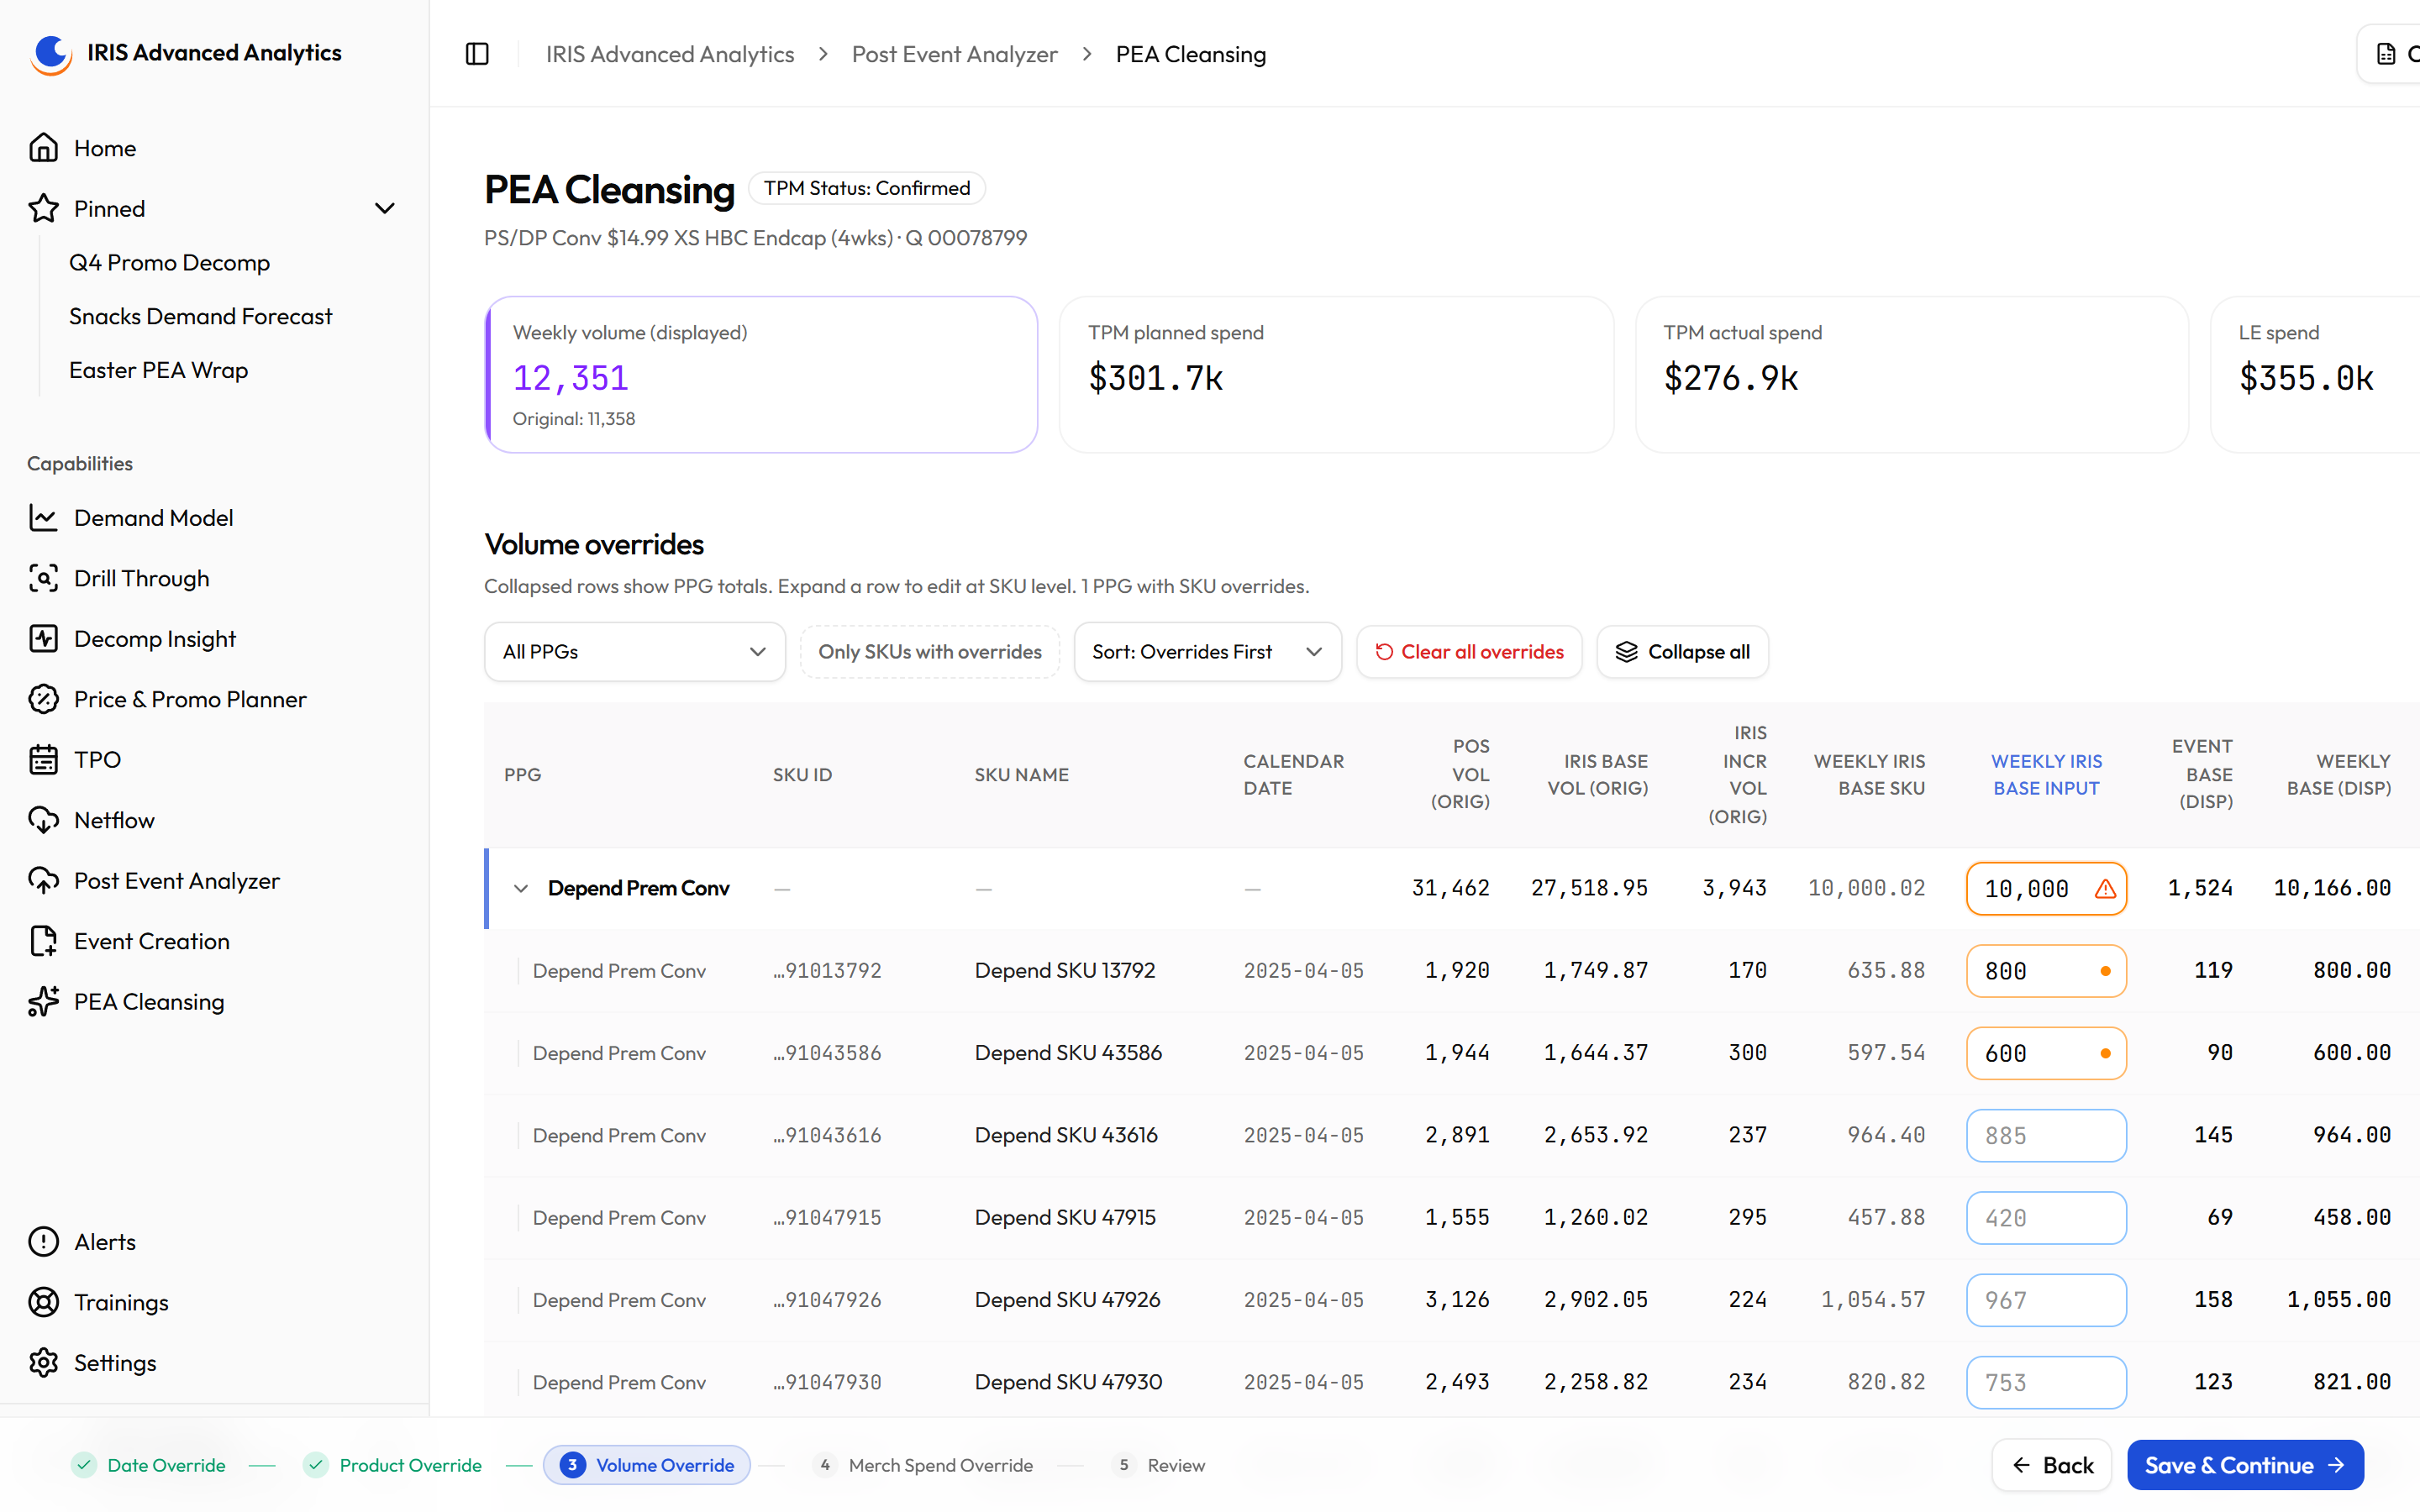 IRIS Advanced Analytics
Home
Pinned
Q4 Promo Decomp
Snacks Demand Forecast
Easter PEA Wrap
Capabilities
Demand Model
Drill Through
Decomp Insight
Price & Promo Planner
TPO
Netflow
Post Event Analyzer
Event Creation
PEA Cleansing
Alerts
Trainings
Settings
IRIS Advanced Analytics > Post Event Analyzer > PEA Cleansing
PEA Cleansing TPM Status: Confirmed
PS/DP Conv $14.99 XS HBC Endcap (4wks) · Q 00078799
Weekly volume (displayed)
12,351
Original: 11,358
TPM planned spend
$301.7k
TPM actual spend
$276.9k
LE spend
$355.0k
Volume overrides
Collapsed rows show PPG totals. Expand a row to edit at SKU level. 1 PPG with SKU overrides.
All PPGs Only SKUs with overrides Sort: Overrides First Clear all overrides Collapse all
PPG SKU ID SKU NAME CALENDAR DATE POS VOL (ORIG) IRIS BASE VOL (ORIG) IRIS INCR VOL (ORIG) WEEKLY IRIS BASE SKU WEEKLY IRIS BASE INPUT EVENT BASE (DISP) WEEKLY BASE (DISP)
Depend Prem Conv — — — 31,462 27,518.95 3,943 10,000.02 10,000 1,524 10,166.00
Depend Prem Conv …91013792 Depend SKU 13792 2025-04-05 1,920 1,749.87 170 635.88 800 119 800.00
Depend Prem Conv …91043586 Depend SKU 43586 2025-04-05 1,944 1,644.37 300 597.54 600 90 600.00
Depend Prem Conv …91043616 Depend SKU 43616 2025-04-05 2,891 2,653.92 237 964.40 885 145 964.00
Depend Prem Conv …91047915 Depend SKU 47915 2025-04-05 1,555 1,260.02 295 457.88 420 69 458.00
Depend Prem Conv …91047926 Depend SKU 47926 2025-04-05 3,126 2,902.05 224 1,054.57 967 158 1,055.00
Depend Prem Conv …91047930 Depend SKU 47930 2025-04-05 2,493 2,258.82 234 820.82 753 123 821.00
Date Override Product Override 3 Volume Override 4 Merch Spend Override 5 Review Back Save & Continue